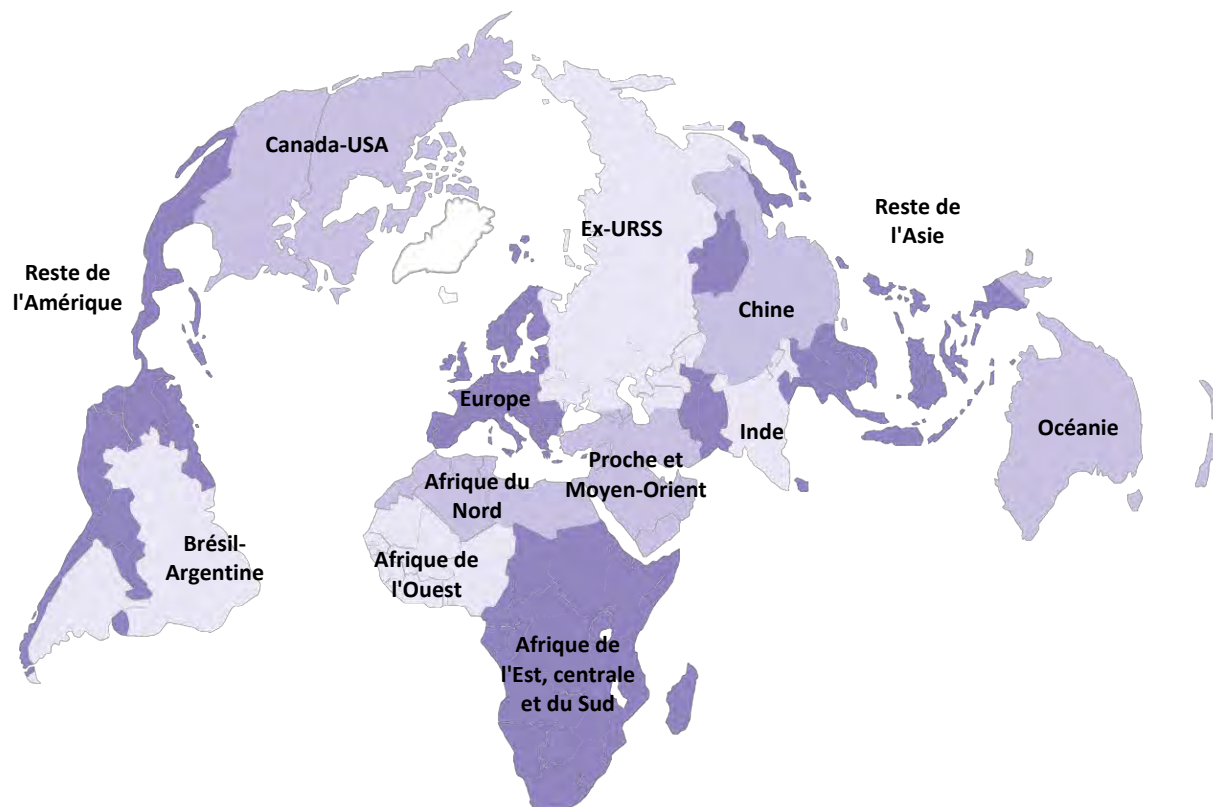 Canada-USA
Reste de
l'Asie
Ex-URSS
Reste de
l'Amérique
Chine
Europe
Inde
Océanie
Proche et
Moyen-Orient
Afrique du
Nord
Brésil-
Argentine
Afrique de
l'Ouest
Afrique de
l'Est, centrale
et du Sud